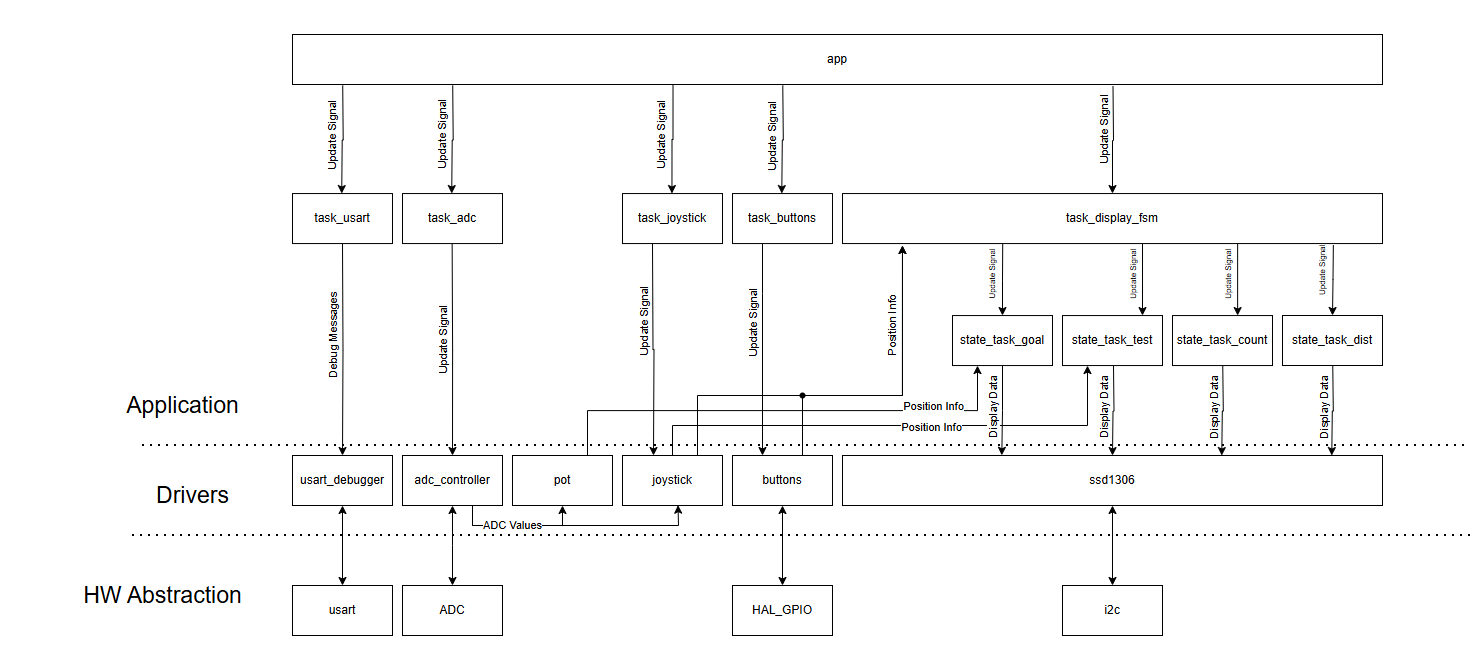 app
Update Signal
Update Signal
Update Signal
Update Signal
Update Signal
task_usart
task_adc
task_joystick
task_buttons
task_display_fsm
Debug Messages
Update Signal
Update Signal
Update Signal
Position Info
Update Signal
Update Signal
Update Signal
Update Signal
state_task_goal
state_task_test
state_task_count
state_task_dist
Application
Position Info
Position Info
Display Data
Display Data
Display Data
Display Data
Drivers
usart_debugger
adc_controller
pot
joystick
buttons
ssd1306
ADC Values
HW Abstraction
usart
ADC
HAL_GPIO
i2c